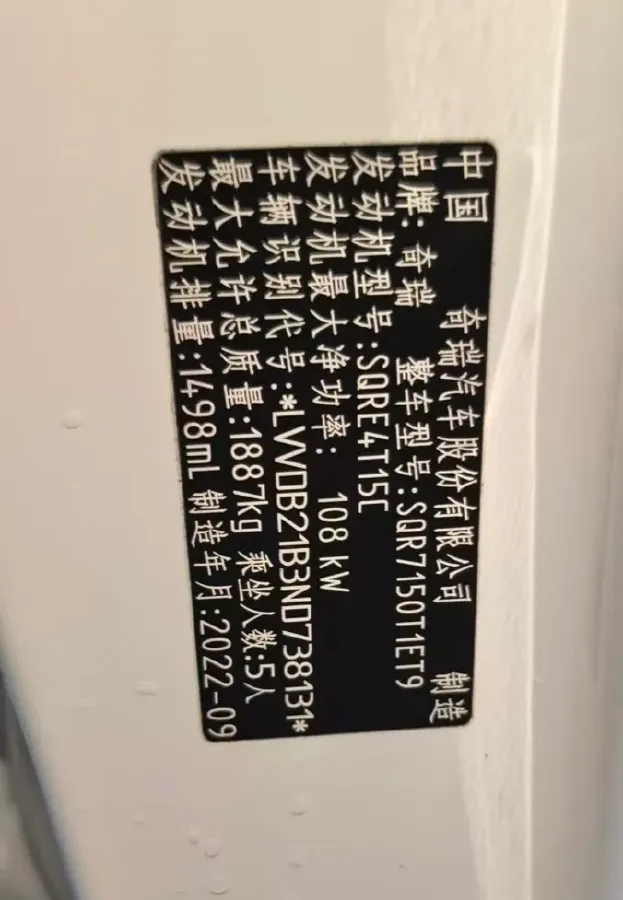 中国 奇瑞汽车股份有限公司 制造
品牌: 奇瑞 整车型号:SQR7150T1ET9
发动机型号:SQRE4T15C
发动机最大净功率: 108 kW
车辆识别代号:*LVVDB21B3ND738131*
最大允许总质量:1887kg 乘坐人数:5人
发动机排量:1498mL 制造年月:2022-09